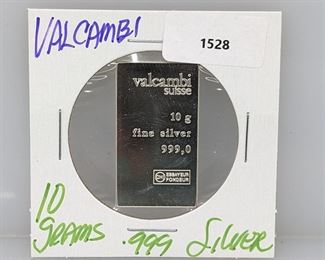 VALCAMBI
1528
valcambi
suisse
10 g
fine silver
999,0
ESSAYEUR
FONDEUR
10
grams .999 SILVER